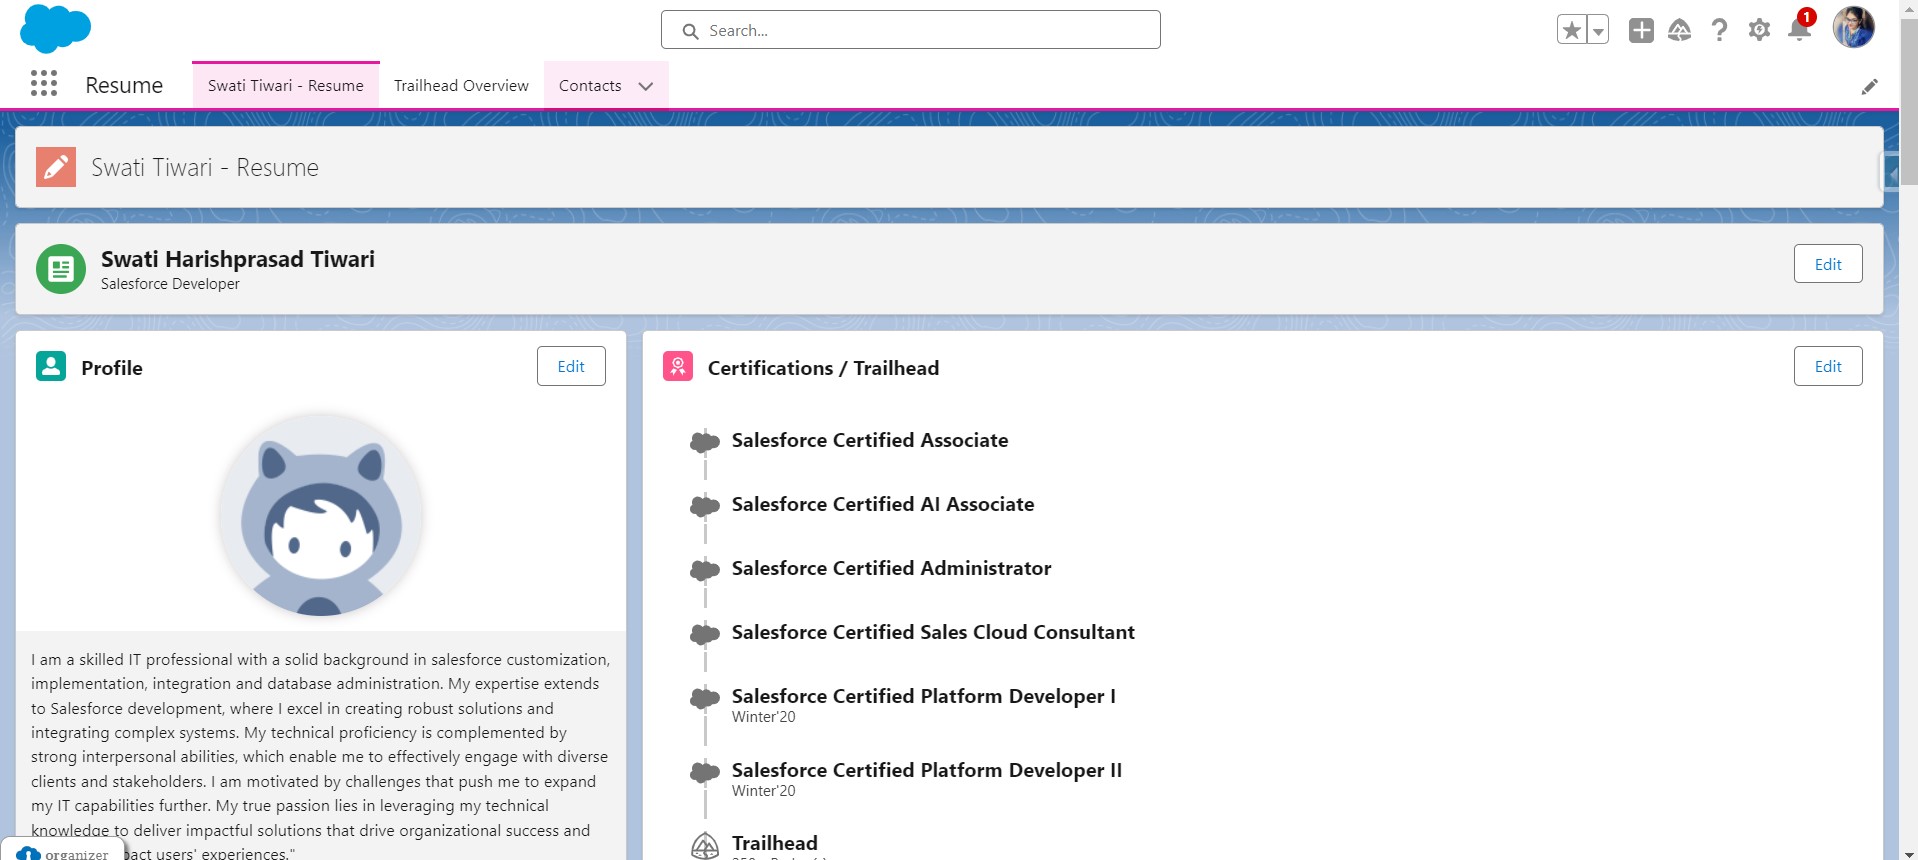 Search...
1
Resume
Swati Tiwari - Resume
Trailhead Overview
Contacts
Swati Tiwari - Resume
Swati Harishprasad Tiwari
Salesforce Developer
Edit
Profile
Edit
I am a skilled IT professional with a solid background in salesforce customization,
implementation, integration and database administration. My expertise extends
to Salesforce development, where I excel in creating robust solutions and
integrating complex systems. My technical proficiency is complemented by
strong interpersonal abilities, which enable me to effectively engage with diverse
clients and stakeholders. I am motivated by challenges that push me to expand
my IT capabilities further. My true passion lies in leveraging my technical
knowledge to deliver impactful solutions that drive organizational success and
users' experiences."
organizer
Certifications / Trailhead
Edit
Salesforce Certified Associate
Salesforce Certified AI Associate
Salesforce Certified Administrator
Salesforce Certified Sales Cloud Consultant
Salesforce Certified Platform Developer I
Winter'20
Salesforce Certified Platform Developer II
Winter'20
Trailhead